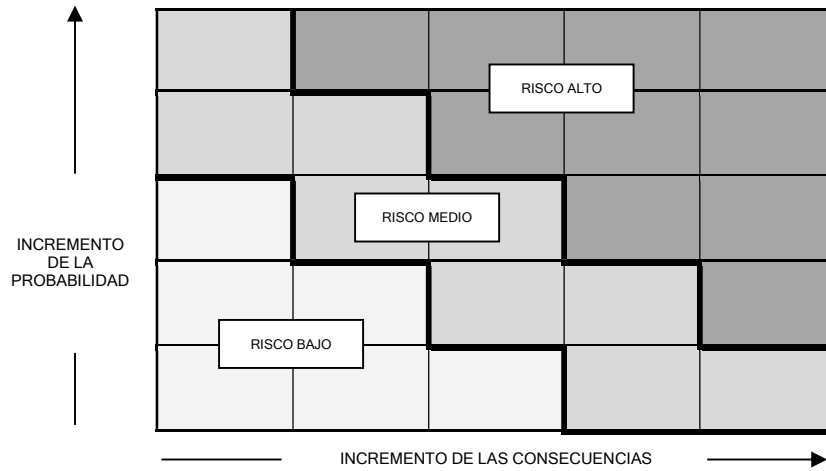 RISCO ALTO
RISCO MEDIO
INCREMENTO
DE LA
PROBABILIDAD
RISCO BAJO
INCREMENTO DE LAS CONSECUENCIAS